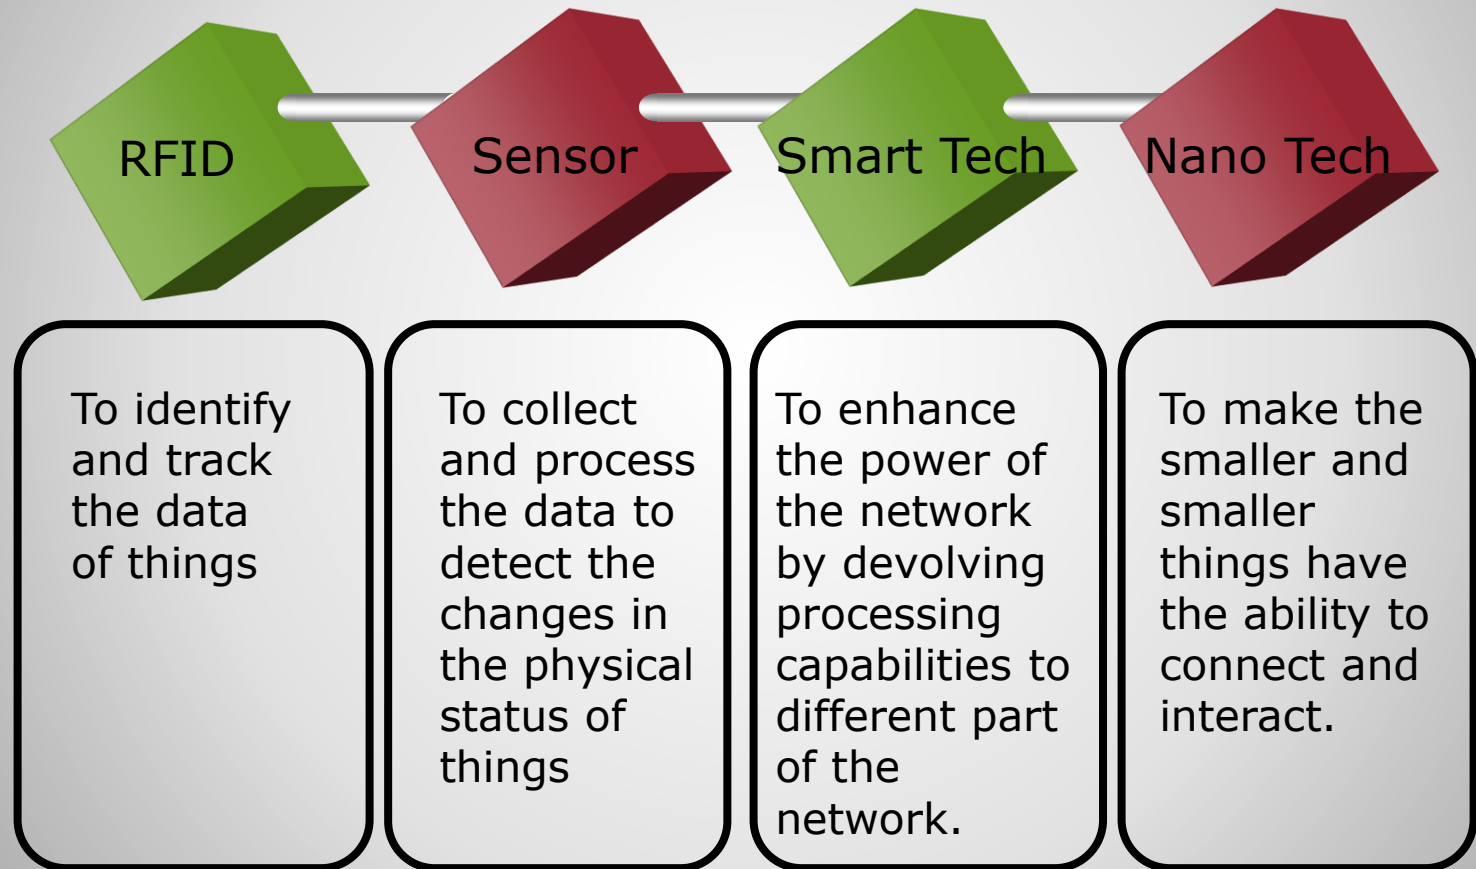 RFID
Sensor
Smart Tech
Nano Tech
To identify
and track
the data
of things
To collect
and process
the data to
detect the
changes in
the physical
status of
things
To enhance
the power of
the network
by devolving
processing
capabilities to
different part
of the
network.
To make the
smaller and
smaller
things have
the ability to
connect and
interact.